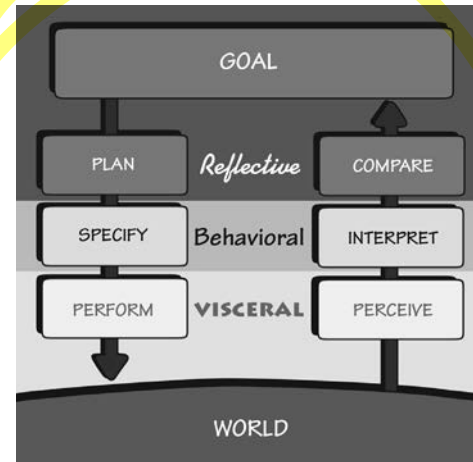 GOAL
PLAN Reflective COMPARE
SPECIFY Behavioral INTERPRET
PERFORM VISCERAL PERCEIVE
WORLD